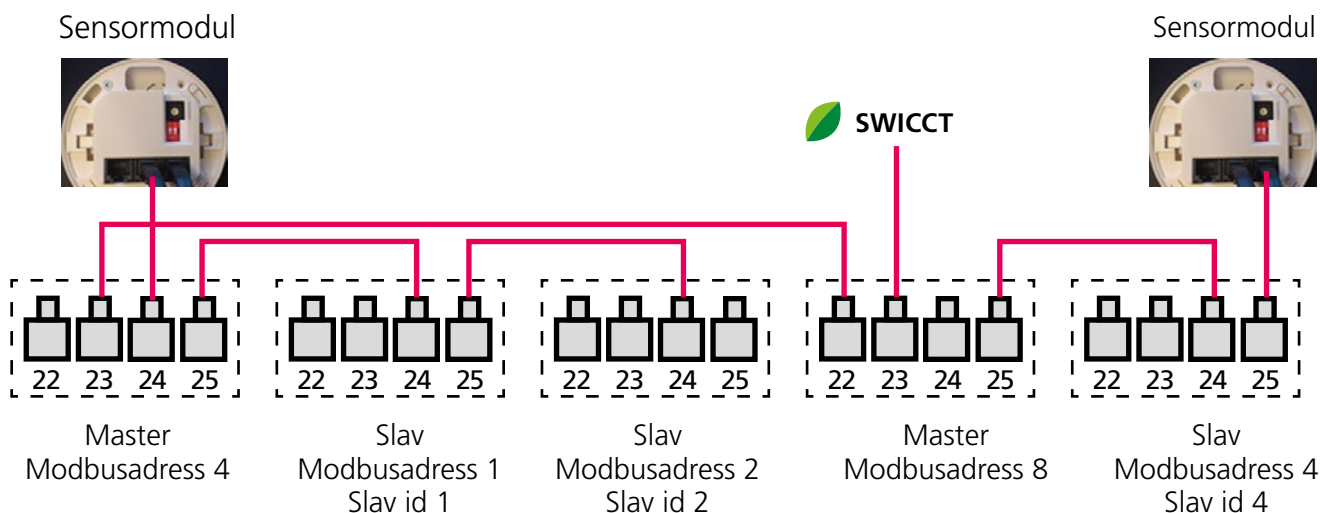 Sensormodul
Sensormodul
SWICCT
22 23 24 25
22 23 24 25
22 23 24 25
22 23 24 25
22 23 24 25
Master
Modbusadress 4
Slav
Modbusadress 1
Slav id 1
Slav
Modbusadress 2
Slav id 2
Master
Modbusadress 8
Slav
Modbusadress 4
Slav id 4